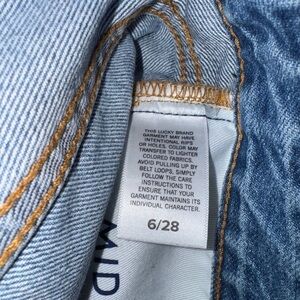 THIS LUCKY BRAND
GARMENT MAY HAVE
INTENTIONAL RIPS
OR HOLES. COLOR MAY
TRANSFER TO LIGHTER
COLORED FABRICS.
AVOID PULLING UP BY
BELT LOOPS, SIMPLY
FOLLOW THE CARE
INSTRUCTIONS TO
ENSURE THAT YOUR
GARMENT MAINTAINS ITS
INDIVIDUAL CHARACTER.
6/28
MID